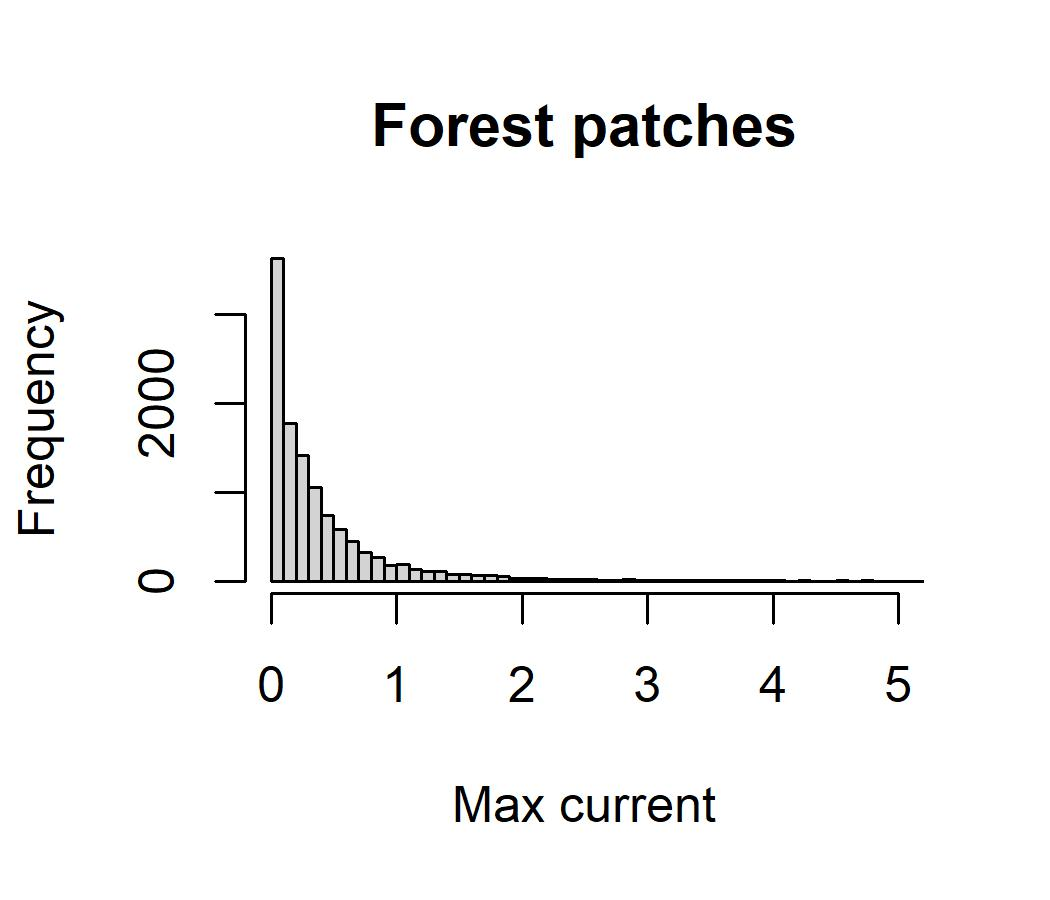 Forest patches
Frequency
2000
0
0 1 2 3 4 5
Max current